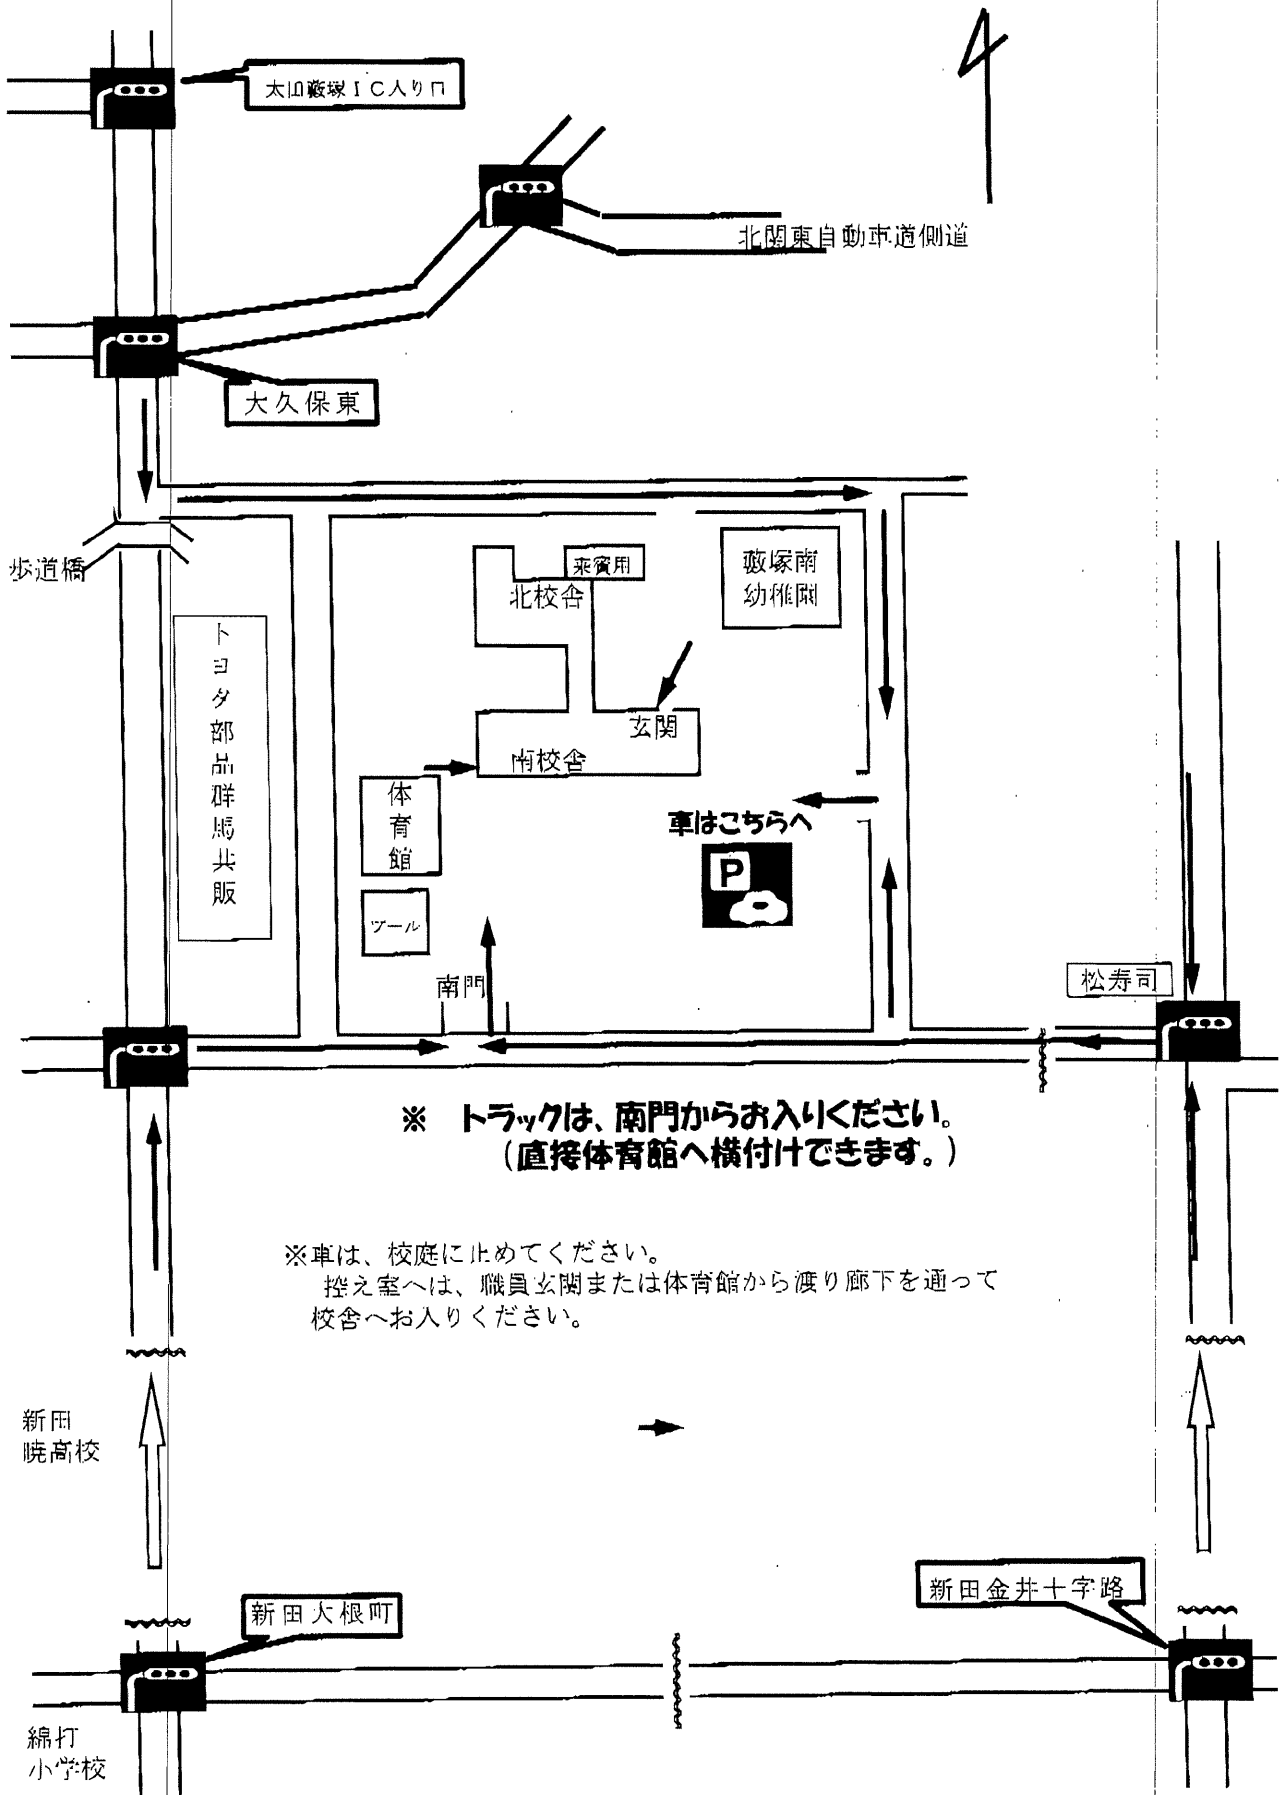 太田藪塚IC入り口
北関東自動車道側道
大久保東
歩道橋
来賓用
北校舎
藪塚南
幼稚園
トヨタ部品群馬共販
玄関
南校舎
体育館
車はこちらへ
P
プール
南門
松寿司
※ トラックは、南門からお入りください。
（直接体育館へ横付けできます。）
※車は、校庭に止めてください。
控え室へは、職員玄関または体育館から渡り廊下を通って
校舎へお入りください。
新田
暁高校
新田金井十字路
新田大根町
綿打
小学校